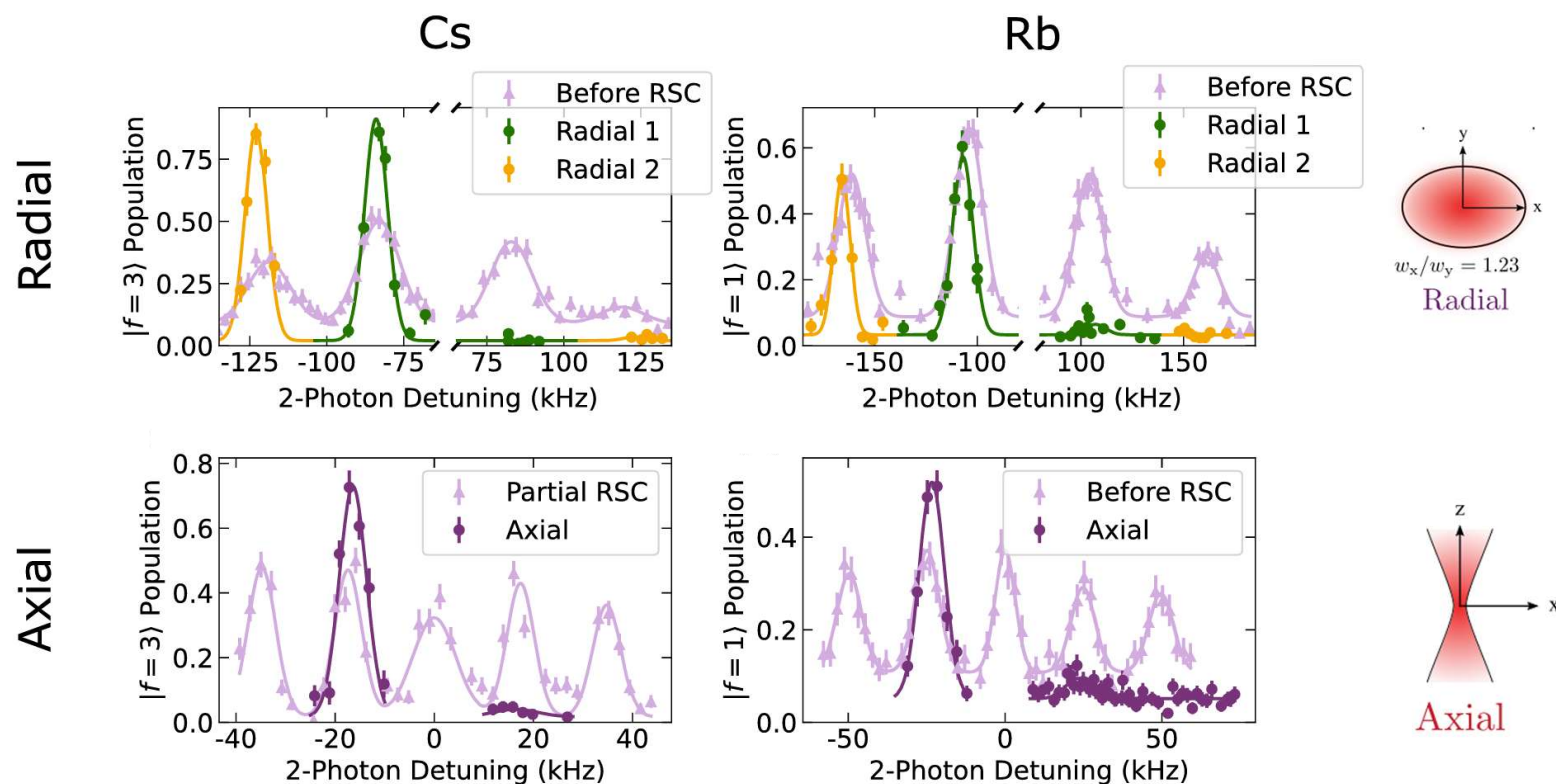 Cs
Rb
Radial
|f = 3⟩ Population
0.75
0.50
0.25
0.00
-125
-100
-75
75
100
125
2-Photon Detuning (kHz)
Before RSC
Radial 1
Radial 2
|f = 1⟩ Population
0.6
0.4
0.2
0.0
-150
-100
100
150
2-Photon Detuning (kHz)
Before RSC
Radial 1
Radial 2
y
x
wx/wy = 1.23
Radial
Axial
|f = 3⟩ Population
0.8
0.6
0.4
0.2
0.0
-40
-20
0
20
40
2-Photon Detuning (kHz)
Partial RSC
Axial
|f = 1⟩ Population
0.4
0.2
0.0
-50
0
50
2-Photon Detuning (kHz)
Before RSC
Axial
z
x
Axial